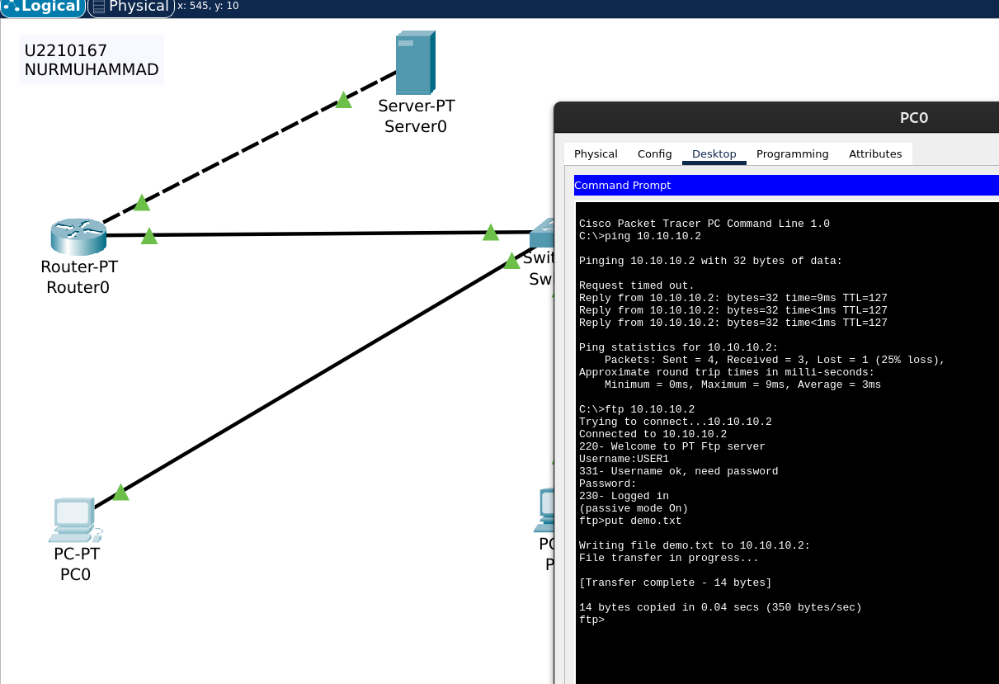 Logical Physical x: 545, y: 10
U2210167
NURMUHAMMAD
Server-PT
Server0
Router-PT
Router0
Swit
Sw
PC-PT
PC0
PC
P
PC0
Physical Config Desktop Programming Attributes
Command Prompt
Cisco Packet Tracer PC Command Line 1.0
C:\>ping 10.10.10.2
Pinging 10.10.10.2 with 32 bytes of data:
Request timed out.
Reply from 10.10.10.2: bytes=32 time=9ms TTL=127
Reply from 10.10.10.2: bytes=32 time<1ms TTL=127
Reply from 10.10.10.2: bytes=32 time<1ms TTL=127
Ping statistics for 10.10.10.2:
Packets: Sent = 4, Received = 3, Lost = 1 (25% loss),
Approximate round trip times in milli-seconds:
Minimum = 0ms, Maximum = 9ms, Average = 3ms
C:\>ftp 10.10.10.2
Trying to connect...10.10.10.2
Connected to 10.10.10.2
220- Welcome to PT Ftp server
Username:USER1
331- Username ok, need password
Password:
230- Logged in
(passive mode On)
ftp>put demo.txt
Writing file demo.txt to 10.10.10.2:
File transfer in progress...
[Transfer complete - 14 bytes]
14 bytes copied in 0.04 secs (350 bytes/sec)
ftp>